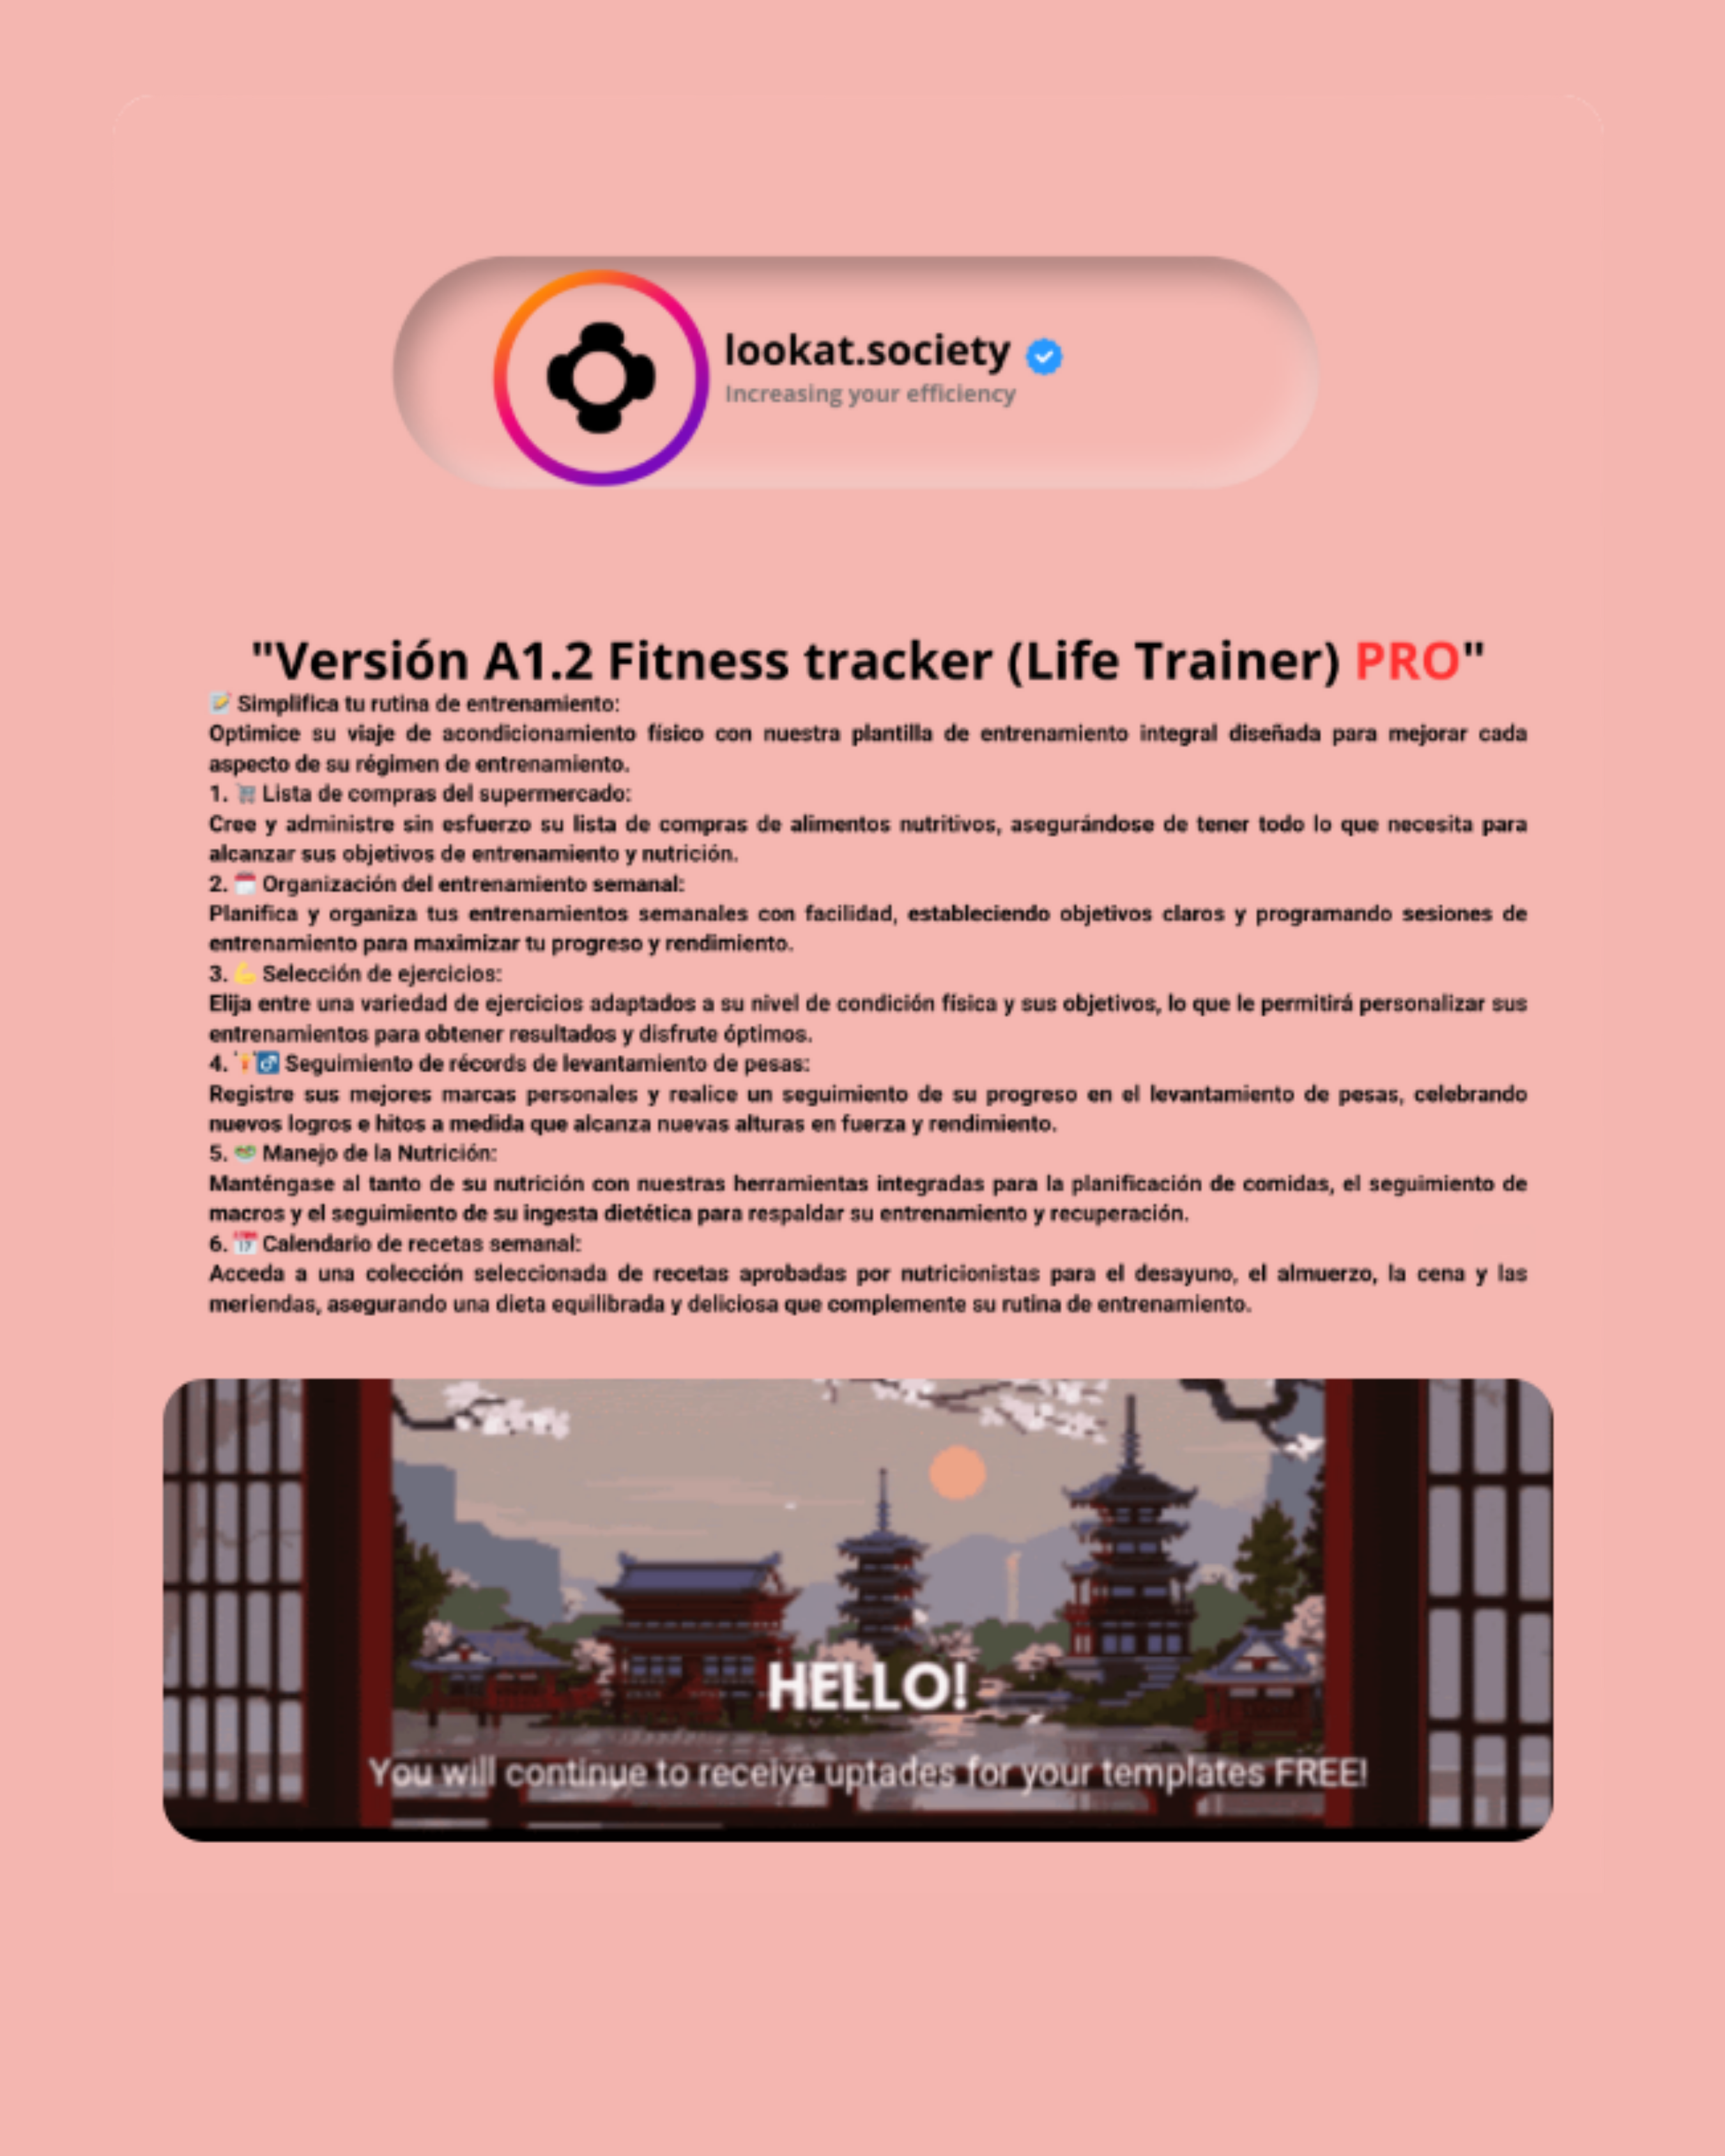 lookat.society
Increasing your efficiency
"Versión A1.2 Fitness tracker (Life Trainer) PRO"
📝 Simplifica tu rutina de entrenamiento:
Optimice su viaje de acondicionamiento físico con nuestra plantilla de entrenamiento integral diseñada para mejorar cada
aspecto de su régimen de entrenamiento.
1. 🛒 Lista de compras del supermercado:
Cree y administre sin esfuerzo su lista de compras de alimentos nutritivos, asegurándose de tener todo lo que necesita para
alcanzar sus objetivos de entrenamiento y nutrición.
2. 🗓️ Organización del entrenamiento semanal:
Planifica y organiza tus entrenamientos semanales con facilidad, estableciendo objetivos claros y programando sesiones de
entrenamiento para maximizar tu progreso y rendimiento.
3. 💪 Selección de ejercicios:
Elija entre una variedad de ejercicios adaptados a su nivel de condición física y sus objetivos, lo que le permitirá personalizar sus
entrenamientos para obtener resultados y disfrute óptimos.
4. 🏋️♂️ Seguimiento de récords de levantamiento de pesas:
Registre sus mejores marcas personales y realice un seguimiento de su progreso en el levantamiento de pesas, celebrando
nuevos logros e hitos a medida que alcanza nuevas alturas en fuerza y rendimiento.
5. 🥗 Manejo de la Nutrición:
Manténgase al tanto de su nutrición con nuestras herramientas integradas para la planificación de comidas, el seguimiento de
macros y el seguimiento de su ingesta dietética para respaldar su entrenamiento y recuperación.
6. 📅 Calendario de recetas semanal:
Acceda a una colección seleccionada de recetas aprobadas por nutricionistas para el desayuno, el almuerzo, la cena y las
meriendas, asegurando una dieta equilibrada y deliciosa que complemente su rutina de entrenamiento.
HELLO!
You will continue to receive uptades for your templates FREE!